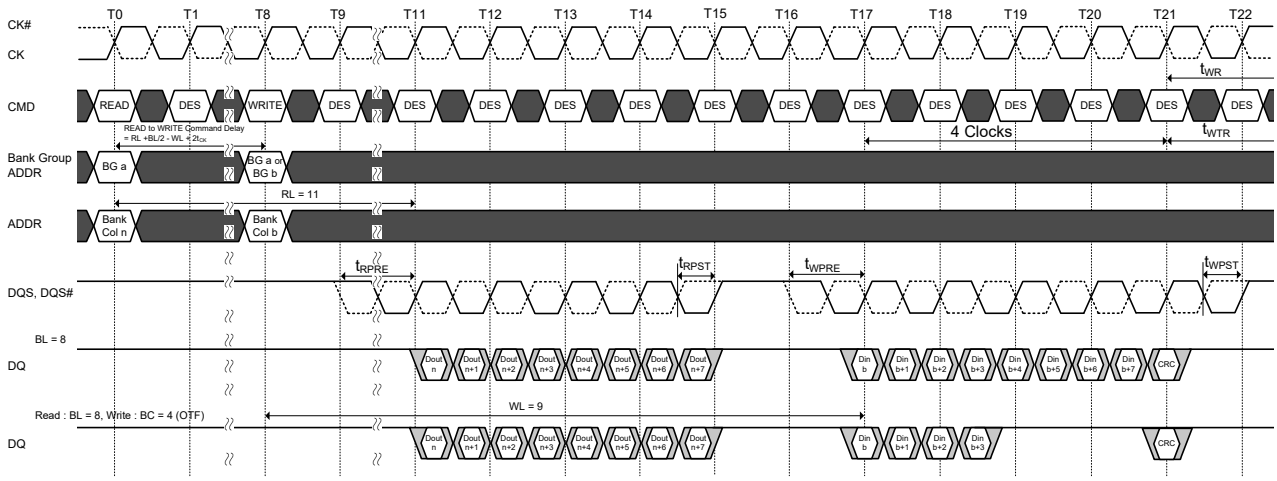 T0 T1 T8 T9 T11 T12 T13 T14 T15 T16 T17 T18 T19 T20 T21 T22
CK#
CK
tWR
CMD READ DES WRITE DES DES DES DES DES DES DES DES DES DES DES DES DES
READ to WRITE Command Delay
= RL +BL/2 - WL + 2tCK
4 Clocks
tWTR
Bank Group
ADDR
BG a
BG a or
BG b
RL = 11
ADDR
Bank
Col n
Bank
Col b
tRPRE tRPST tWPRE tWPST
DQS, DQS#
BL = 8
DQ
Dout
n
Dout
n+1
Dout
n+2
Dout
n+3
Dout
n+4
Dout
n+5
Dout
n+6
Dout
n+7
Din
b
Din
b+1
Din
b+2
Din
b+3
Din
b+4
Din
b+5
Din
b+6
Din
b+7
CRC
Read : BL = 8, Write : BC = 4 (OTF)
WL = 9
DQ
Dout
n
Dout
n+1
Dout
n+2
Dout
n+3
Dout
n+4
Dout
n+5
Dout
n+6
Dout
n+7
Din
b
Din
b+1
Din
b+2
Din
b+3
CRC